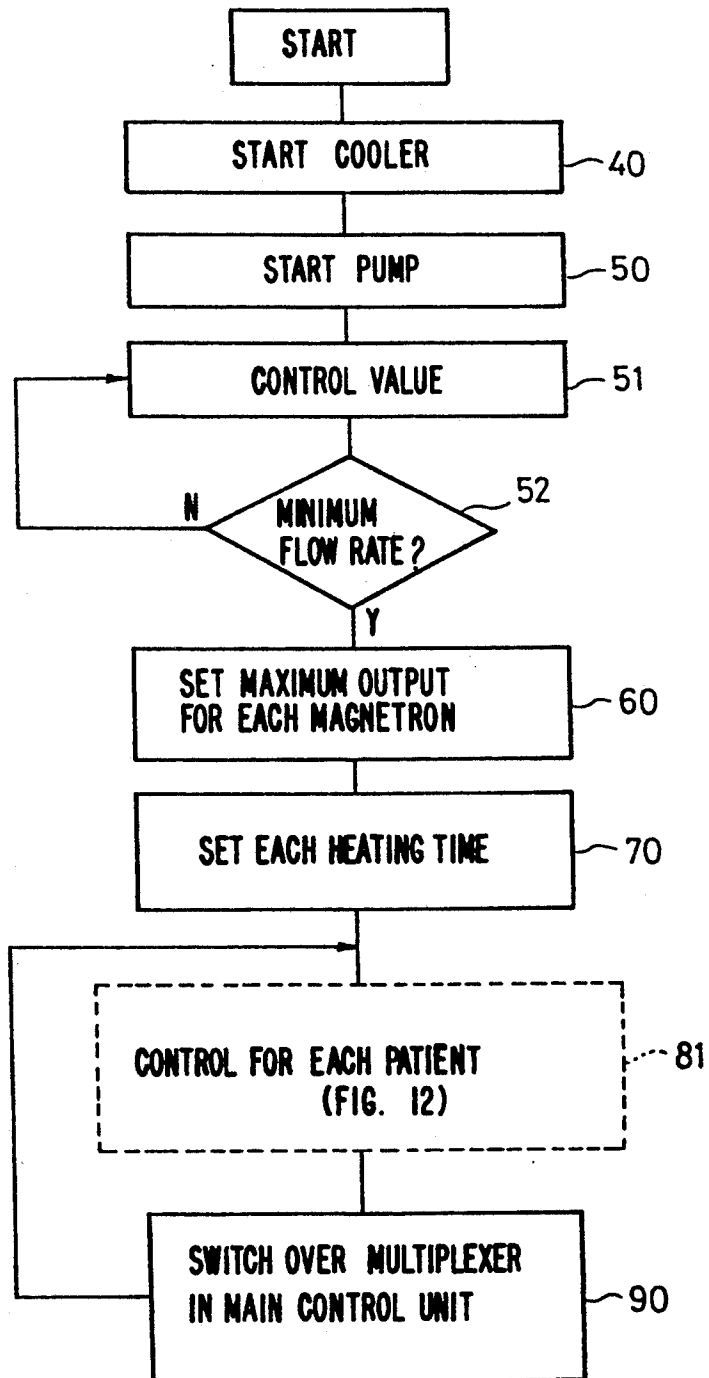 START
START COOLER
40
START PUMP
50
CONTROL VALUE
51
N
MINIMUM
FLOW RATE?
52
Y
SET MAXIMUM OUTPUT
FOR EACH MAGNETRON
60
SET EACH HEATING TIME
70
CONTROL FOR EACH PATIENT
(FIG. 12)
81
SWITCH OVER MULTIPLEXER
IN MAIN CONTROL UNIT
90